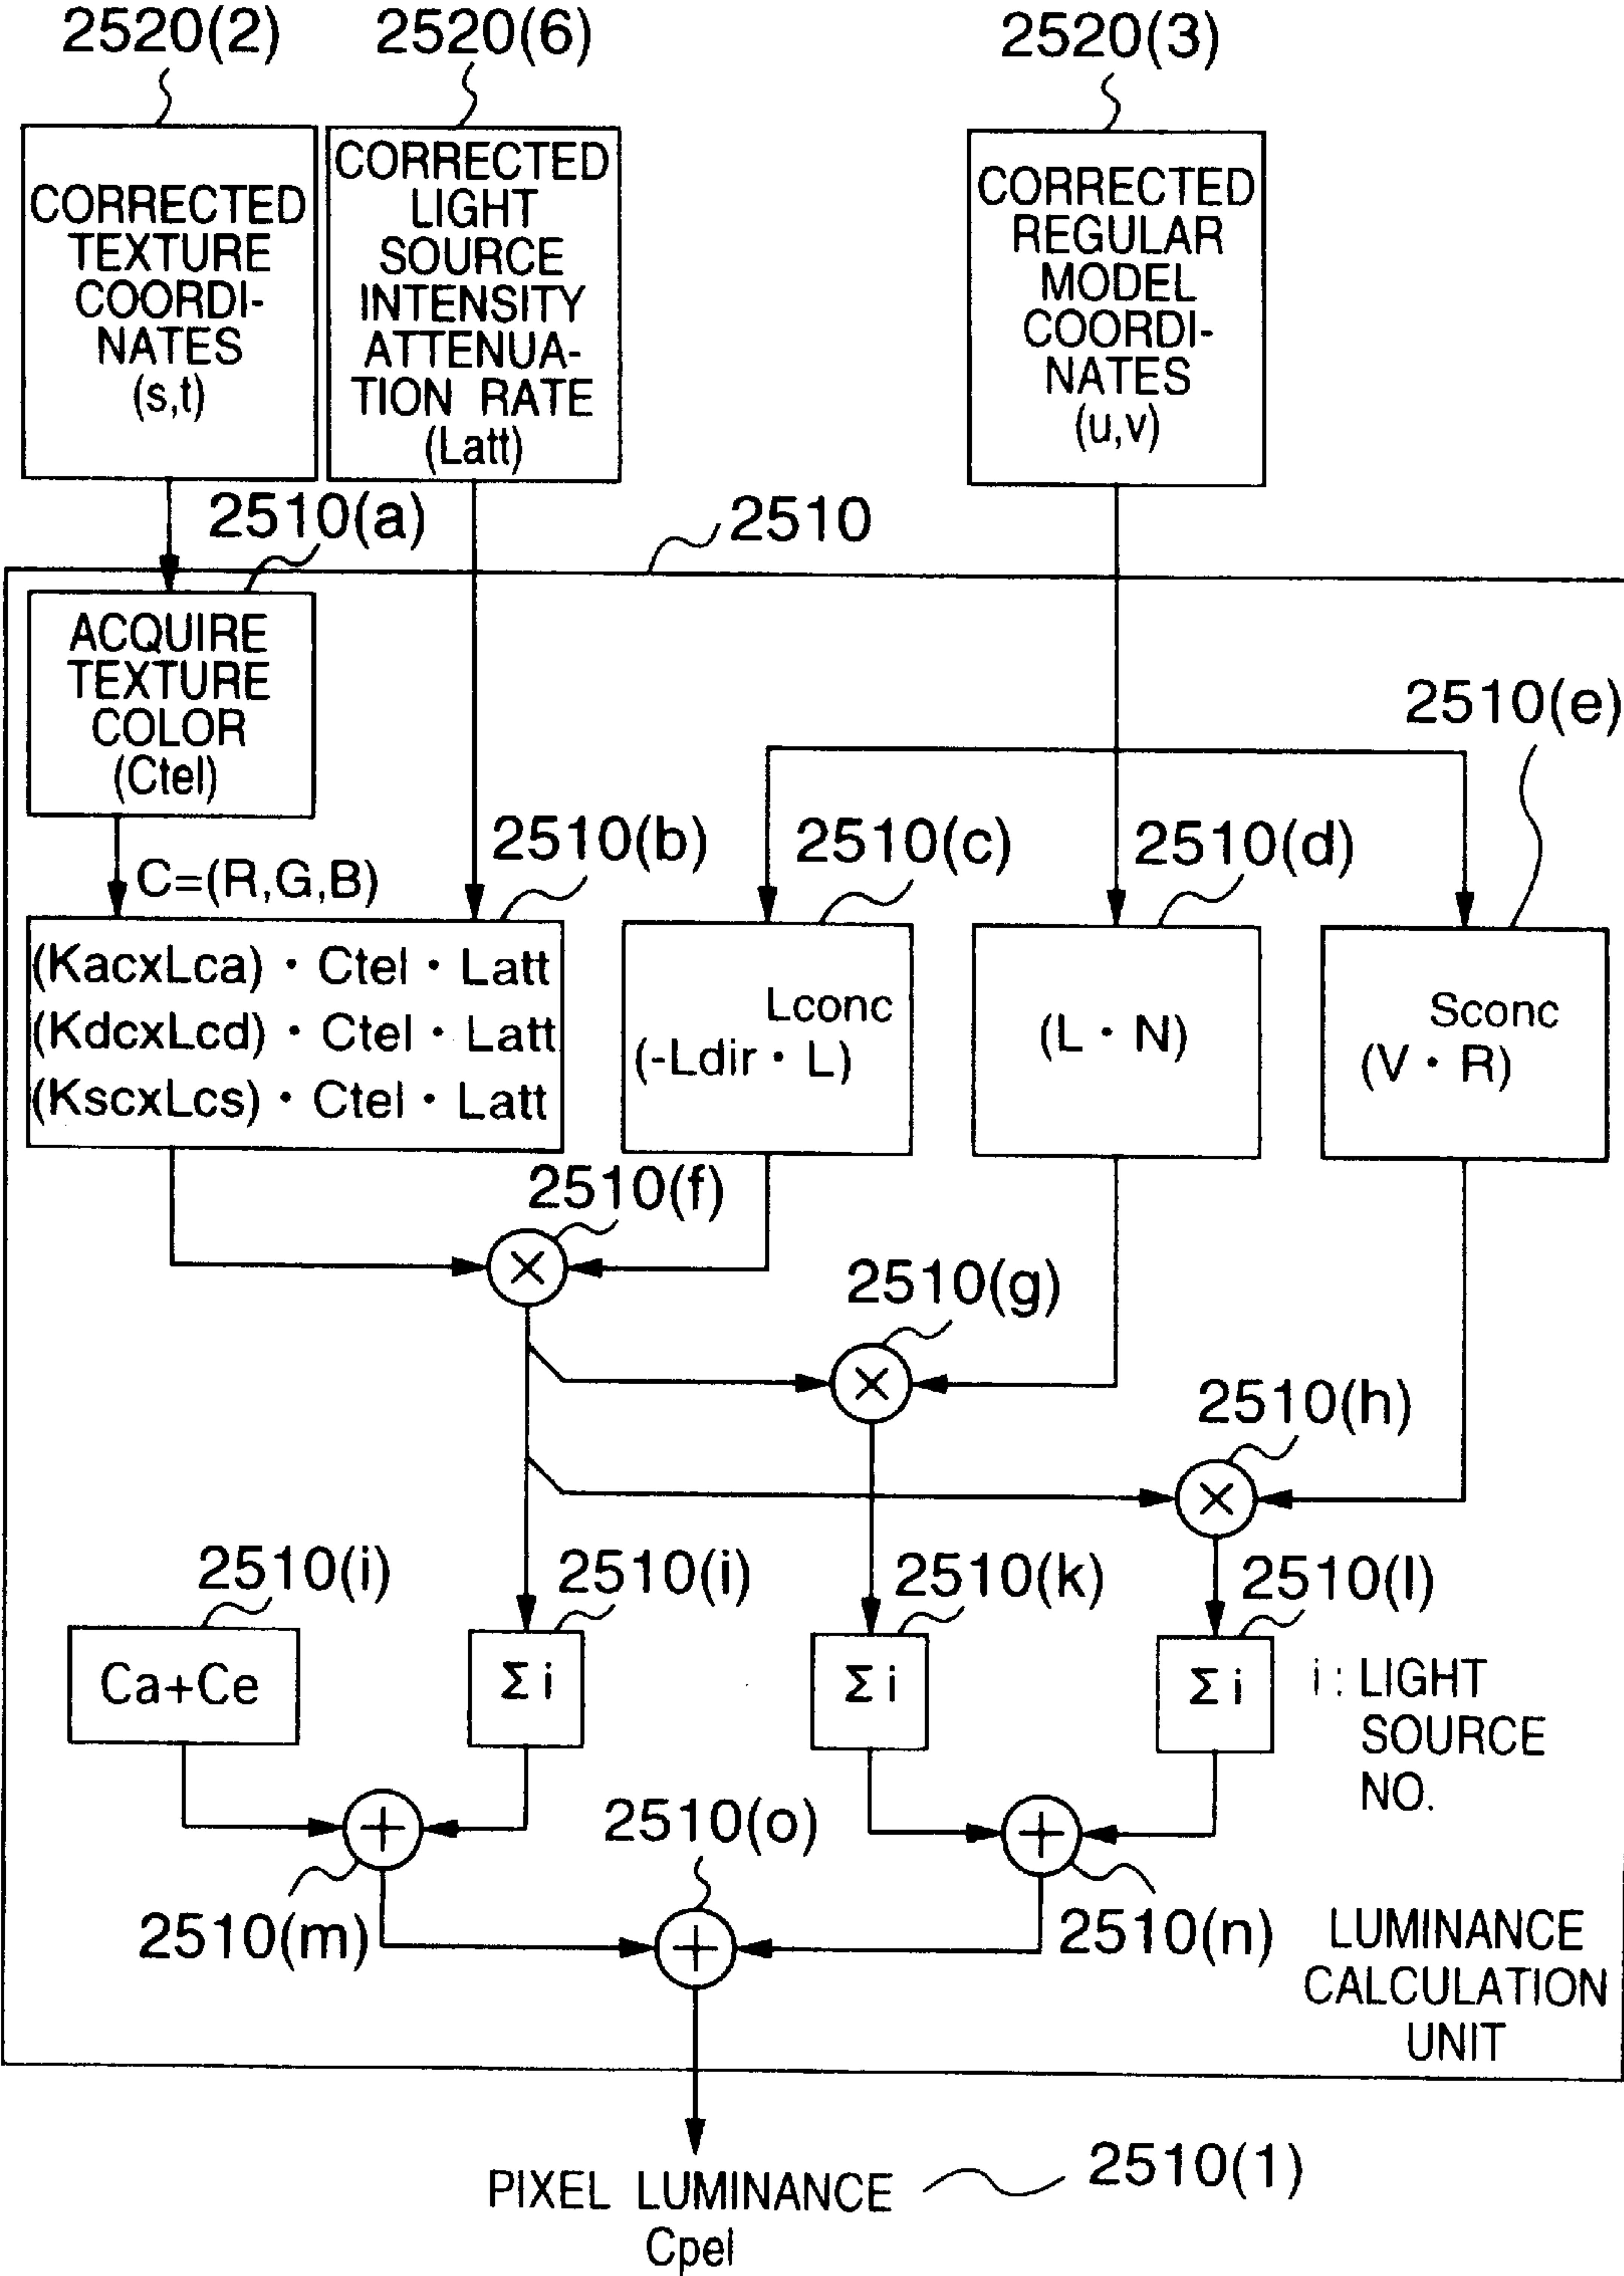 2520(2)
2520(6)
2520(3)
CORRECTED
TEXTURE
COORDI-
NATES
(s,t)
CORRECTED
LIGHT
SOURCE
INTENSITY
ATTENUA-
TION RATE
(Latt)
CORRECTED
REGULAR
MODEL
COORDI-
NATES
(u,v)
2510(a)
2510
ACQUIRE
TEXTURE
COLOR
(Ctel)
2510(e)
C=(R,G,B)
2510(b)
2510(c)
2510(d)
(KacxLca) · Ctel · Latt
(KdcxLcd) · Ctel · Latt
(KscxLcs) · Ctel · Latt
Lconc
(-Ldir · L)
(L · N)
Sconc
(V · R)
2510(f)
×
2510(g)
×
2510(h)
×
2510(i)
2510(i)
2510(k)
2510(l)
Ca+Ce
Σ i
Σ i
Σ i
i : LIGHT
SOURCE
NO.
+
2510(o)
+
2510(m)
+
2510(n)
LUMINANCE
CALCULATION
UNIT
PIXEL LUMINANCE
Cpel
2510(1)